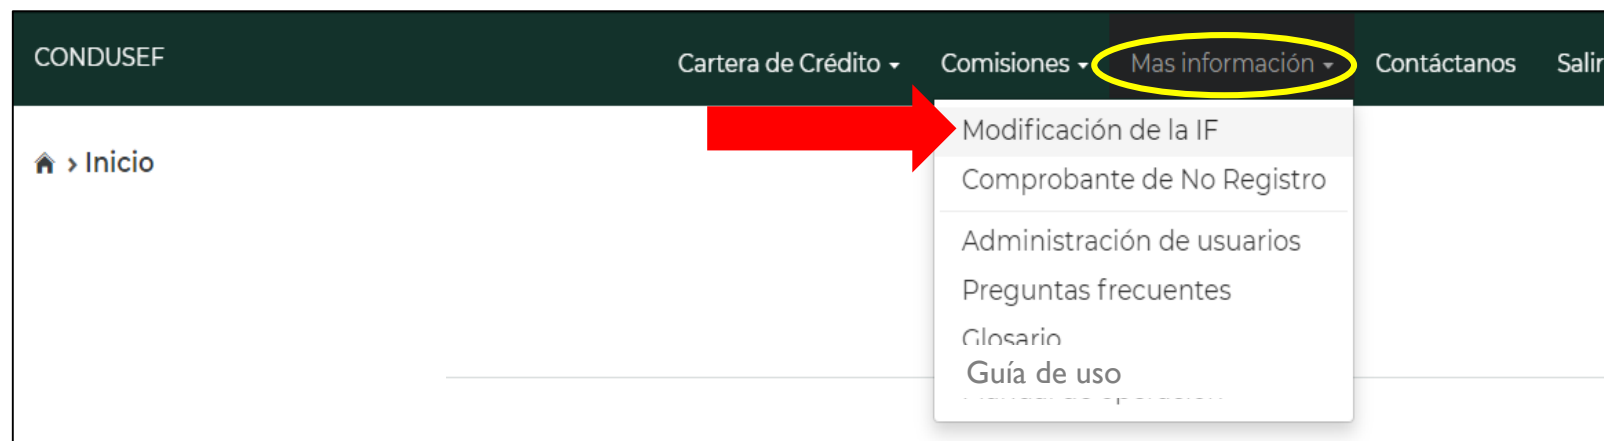 CONDUSEF
Cartera de Crédito
Comisiones
Mas información
Contáctanos
Salir
Inicio
Modificación de la IF
Comprobante de No Registro
Administración de usuarios
Preguntas frecuentes
Glosario
Guía de uso